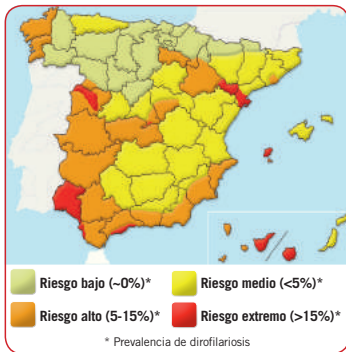 Riesgo bajo (~0%)* Riesgo medio (<5%)*
Riesgo alto (5-15%)* Riesgo extremo (>15%)*
* Prevalencia de dirofilariosis